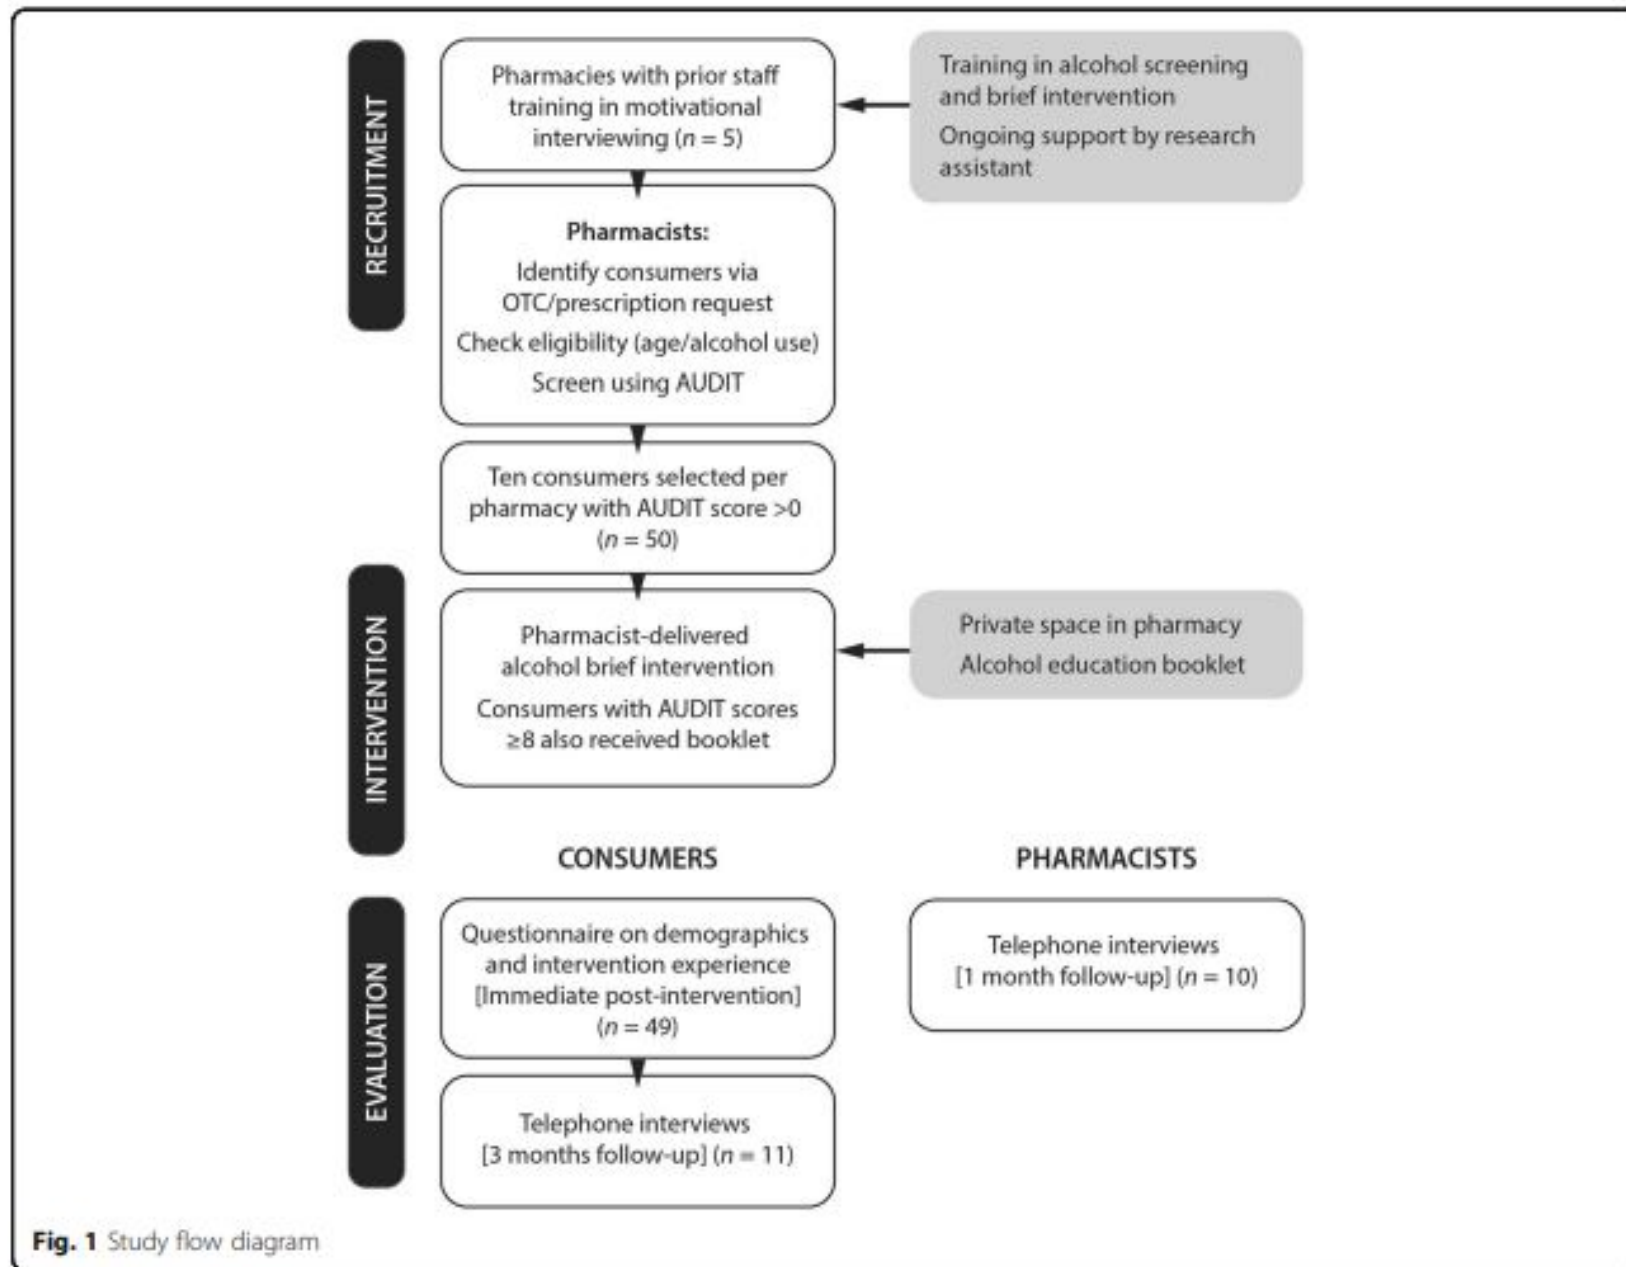 RECRUITMENT
Pharmacies with prior staff
training in motivational
interviewing (n = 5)
Training in alcohol screening
and brief intervention
Ongoing support by research
assistant
Pharmacists:
Identify consumers via
OTC/prescription request
Check eligibility (age/alcohol use)
Screen using AUDIT
Ten consumers selected per
pharmacy with AUDIT score >0
(n = 50)
INTERVENTION
Pharmacist-delivered
alcohol brief intervention
Consumers with AUDIT scores
≥8 also received booklet
Private space in pharmacy
Alcohol education booklet
CONSUMERS
PHARMACISTS
EVALUATION
Questionnaire on demographics
and intervention experience
[Immediate post-intervention]
(n = 49)
Telephone interviews
[1 month follow-up] (n = 10)
Telephone interviews
[3 months follow-up] (n = 11)
Fig. 1 Study flow diagram